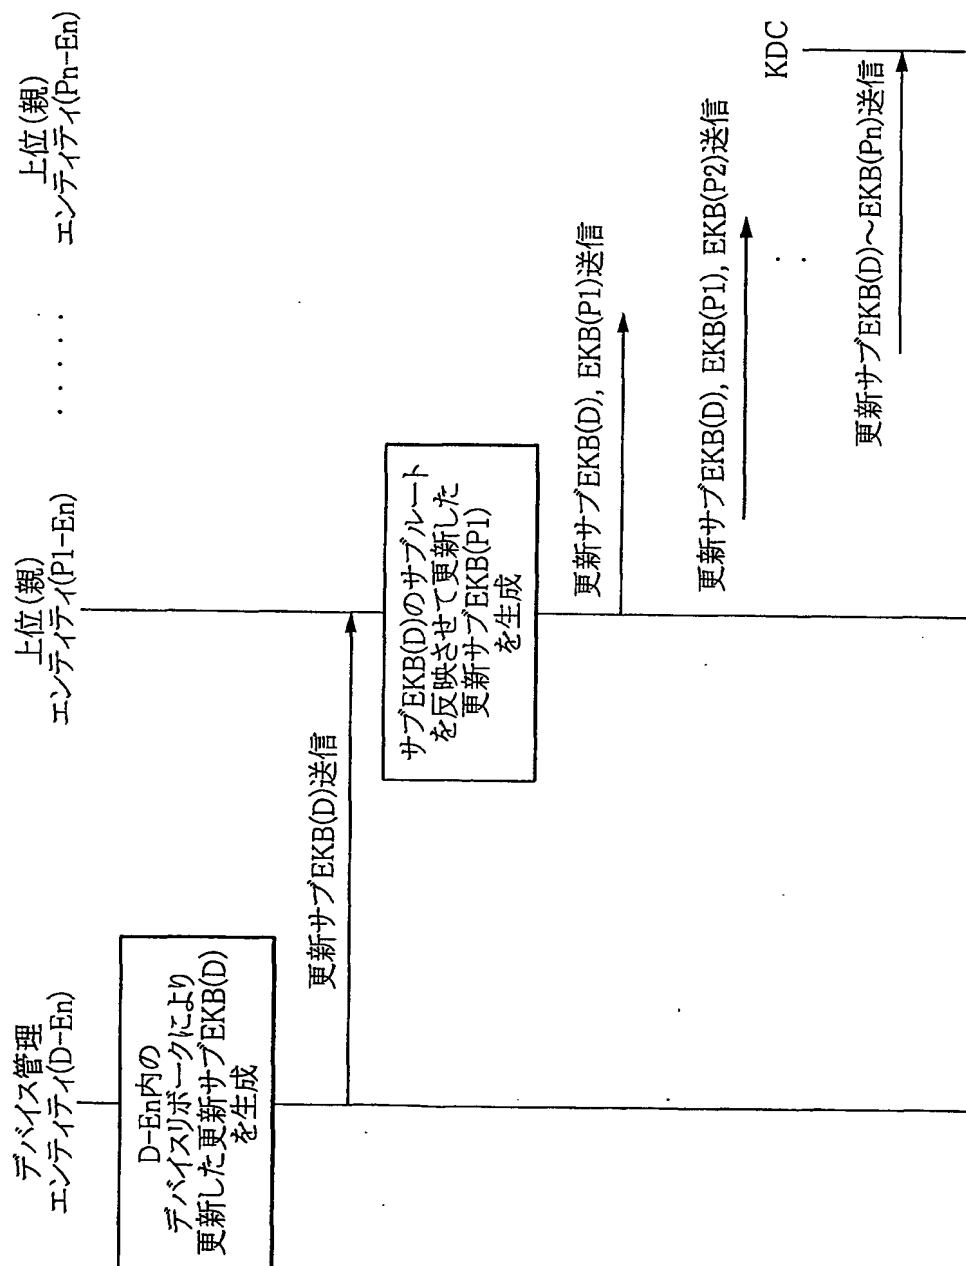 デバイス管理
エンティティ(D-En)
上位(親)
エンティティ(P1-En)
・・・・・
上位(親)
エンティティ(Pn-En)
KDC
D-En内の
デバイスリボークにより
更新した更新サブEKB(D)
を生成
更新サブEKB(D)送信
サブEKB(D)のサブルート
を反映させて更新した
更新サブEKB(P1)
を生成
更新サブEKB(D), EKB(P1)送信
更新サブEKB(D), EKB(P1), EKB(P2)送信
更新サブEKB(D)〜EKB(Pn)送信